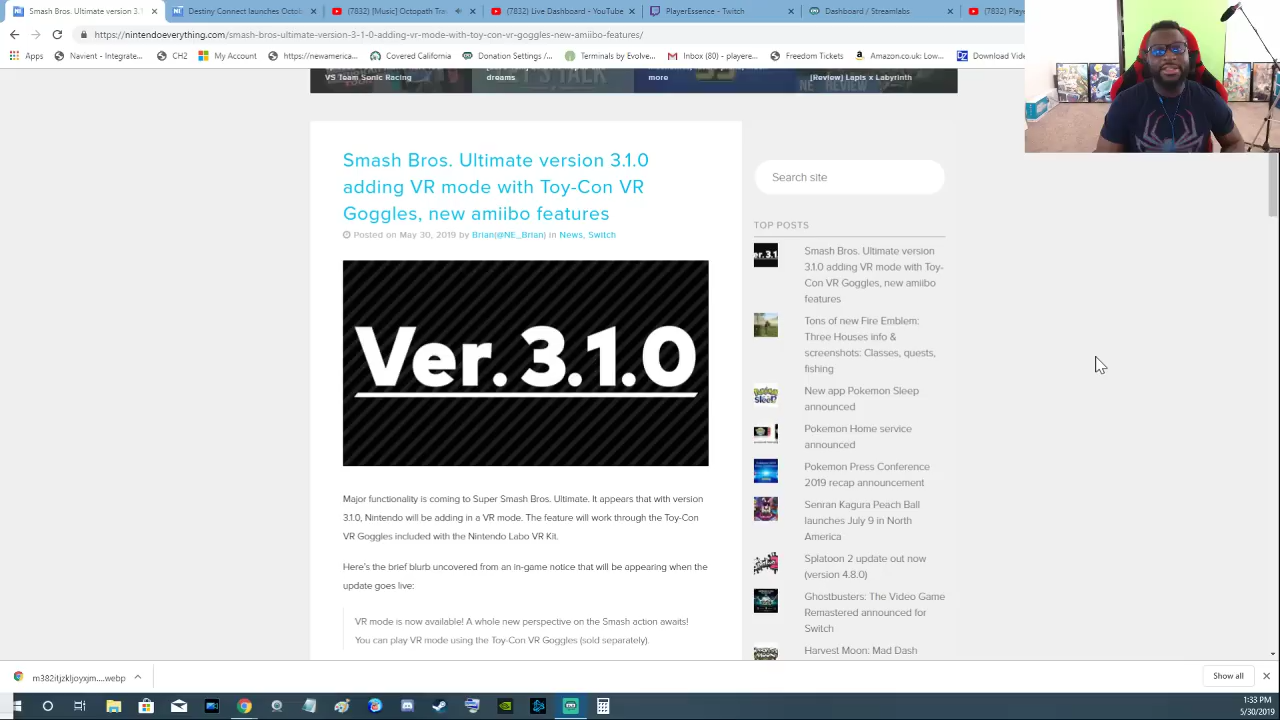 Smash Bros. Ultimate version 3.1.
Destiny Connect launches Octob
(7832) [Music] Octopath Tra
(7832) Live Dashboard - YouTube
PlayerEssence - Twitch
Dashboard / Streamlabs
(7832) Play
https://nintendoeverything.com/smash-bros-ultimate-version-3-1-0-adding-vr-mode-with-toy-con-vr-goggles-new-amiibo-features/
Apps
Navient - Integrate...
CH2
My Account
https://newamerica...
Covered California
Donation Settings/...
Terminals by Evolve...
Inbox (80) - playere...
Freedom Tickets
Amazon.co.uk: Low...
Download Vide
VS Team Sonic Racing
dreams
more
[Review] Lapis x Labyrinth
Smash Bros. Ultimate version 3.1.0
adding VR mode with Toy-Con VR
Goggles, new amiibo features
Posted on May 30, 2019 by Brian(@NE_Brian) in News, Switch
Ver. 3.1.0
Major functionality is coming to Super Smash Bros. Ultimate. It appears that with version
3.1.0, Nintendo will be adding in a VR mode. The feature will work through the Toy-Con
VR Goggles included with the Nintendo Labo VR Kit.
Here's the brief blurb uncovered from an in-game notice that will be appearing when the
update goes live:
VR mode is now available! A whole new perspective on the Smash action awaits!
You can play VR mode using the Toy-Con VR Goggles (sold separately).
Search site
TOP POSTS
er. 3.1
Smash Bros. Ultimate version
3.1.0 adding VR mode with Toy-
Con VR Goggles, new amiibo
features
Tons of new Fire Emblem:
Three Houses info &
screenshots: Classes, quests,
fishing
New app Pokemon Sleep
announced
Pokemon Home service
announced
Pokemon Press Conference
2019 recap announcement
Senran Kagura Peach Ball
launches July 9 in North
America
Splatoon 2 update out now
(version 4.8.0)
Ghostbusters: The Video Game
Remastered announced for
Switch
Harvest Moon: Mad Dash
m382itjzkljoyxjm....webp
Show all
1:33 PM
5/30/2019